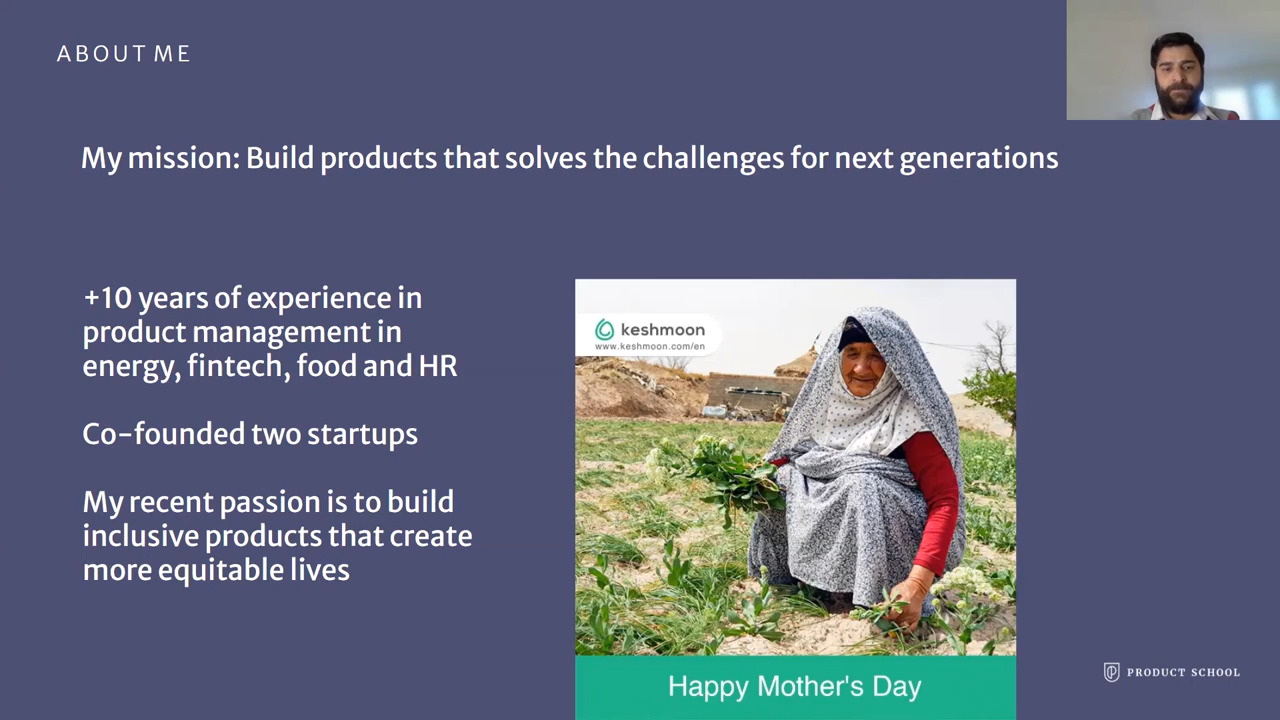 ABOUT ME
My mission: Build products that solves the challenges for next generations
+10 years of experience in
product management in
energy, fintech, food and HR
Co-founded two startups
My recent passion is to build
inclusive products that create
more equitable lives
keshmoon
www.keshmoon.com/en
Happy Mother's Day
PRODUCT SCHOOL